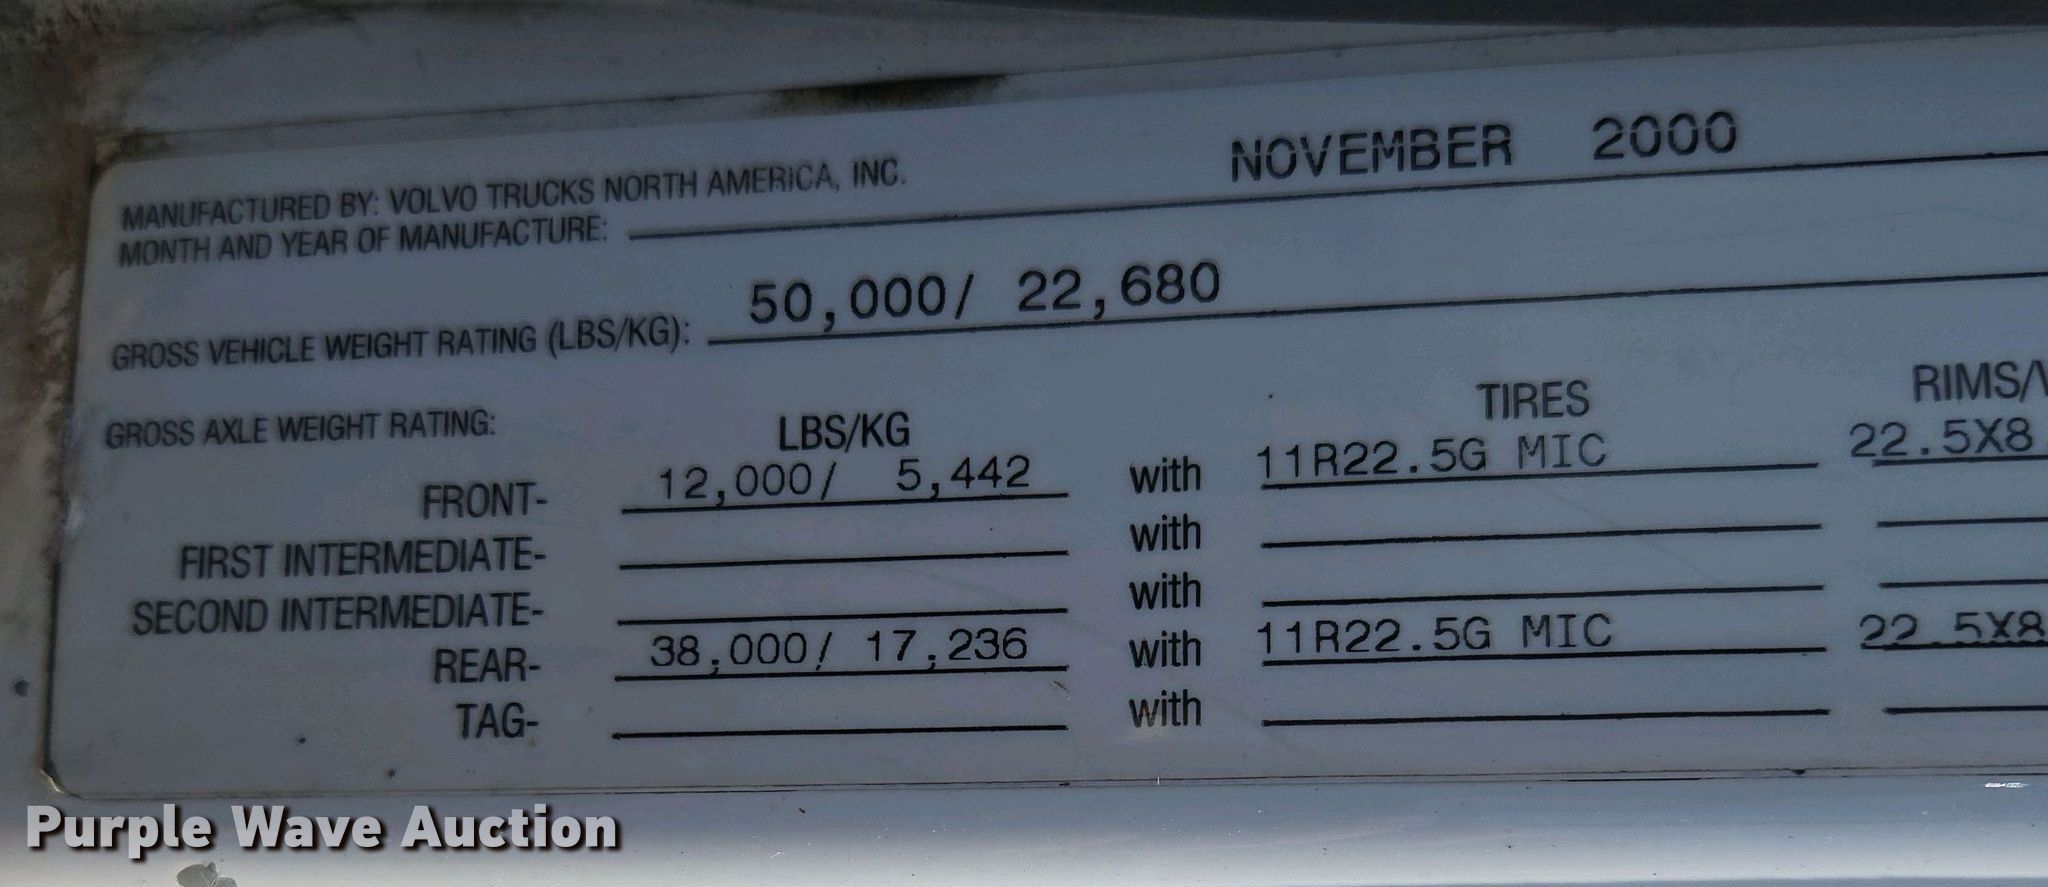 MANUFACTURED BY: VOLVO TRUCKS NORTH AMERICA, INC.
MONTH AND YEAR OF MANUFACTURE: NOVEMBER 2000
GROSS VEHICLE WEIGHT RATING (LBS/KG): 50,000/ 22,680
GROSS AXLE WEIGHT RATING: LBS/KG TIRES RIMS/
FRONT- 12,000/ 5,442 with 11R22.5G MIC 22.5X8
FIRST INTERMEDIATE- with
SECOND INTERMEDIATE- with
REAR- 38,000/ 17,236 with 11R22.5G MIC 22.5X8
TAG- with
Purple Wave Auction